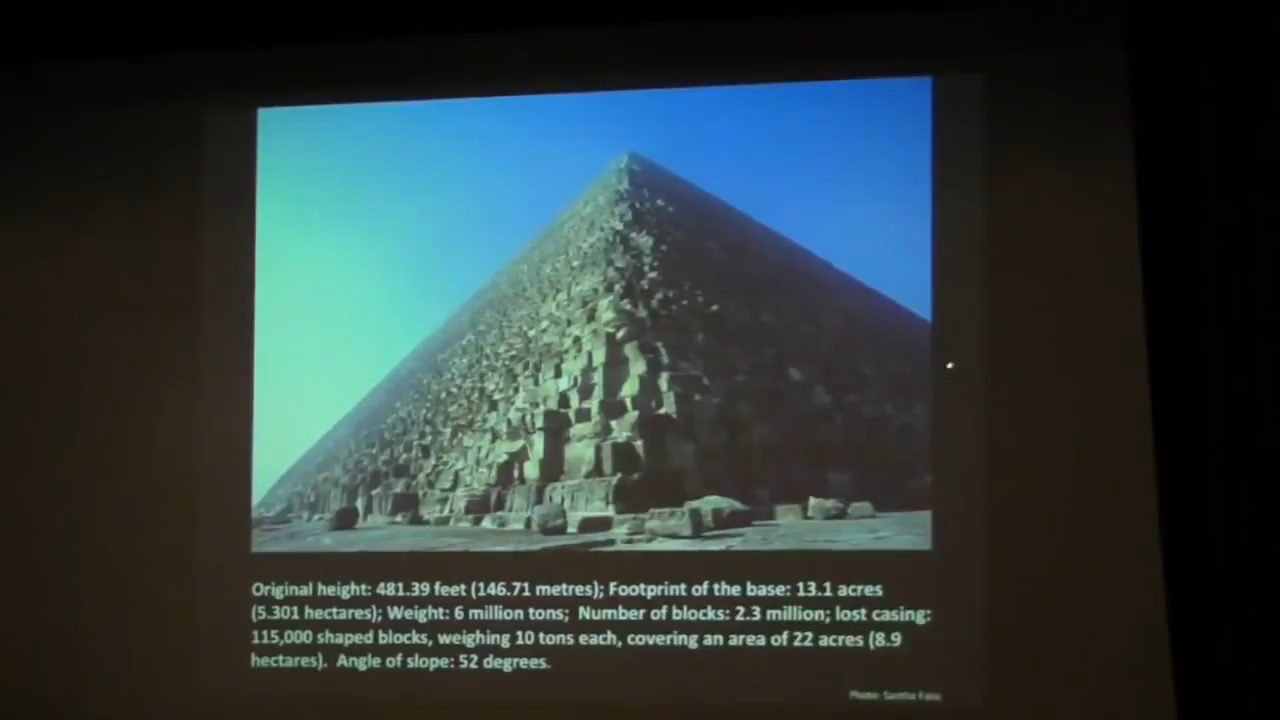 Original height: 481.39 feet (146.71 metres); Footprint of the base: 13.1 acres
(5.301 hectares); Weight: 6 million tons;  Number of blocks: 2.3 million; lost casing:
115,000 shaped blocks, weighing 10 tons each, covering an area of 22 acres (8.9
hectares).  Angle of slope: 52 degrees.
Photo: